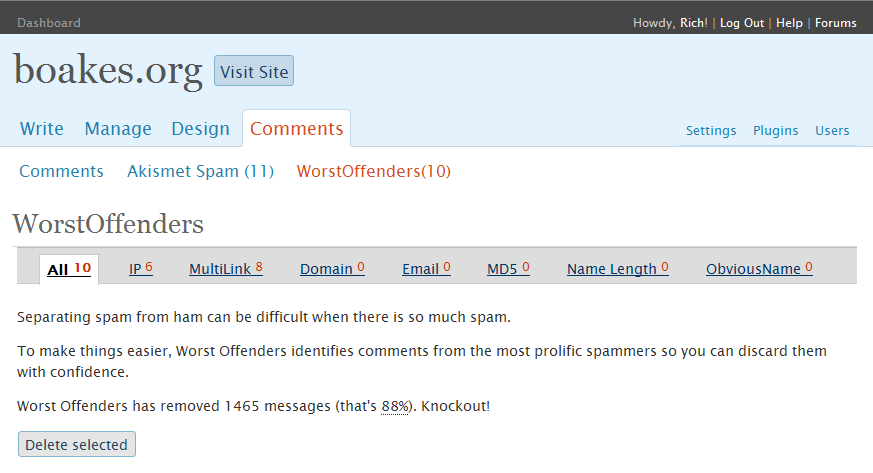 Dashboard Howdy, Rich! | Log Out | Help | Forums
boakes.org Visit Site
Write Manage Design Comments Settings Plugins Users
Comments Akismet Spam (11) WorstOffenders(10)
WorstOffenders
All 10 IP 6 MultiLink 8 Domain 0 Email 0 MD5 0 Name Length 0 ObviousName 0
Separating spam from ham can be difficult when there is so much spam.
To make things easier, Worst Offenders identifies comments from the most prolific spammers so you can discard them
with confidence.
Worst Offenders has removed 1465 messages (that's 88%). Knockout!
Delete selected